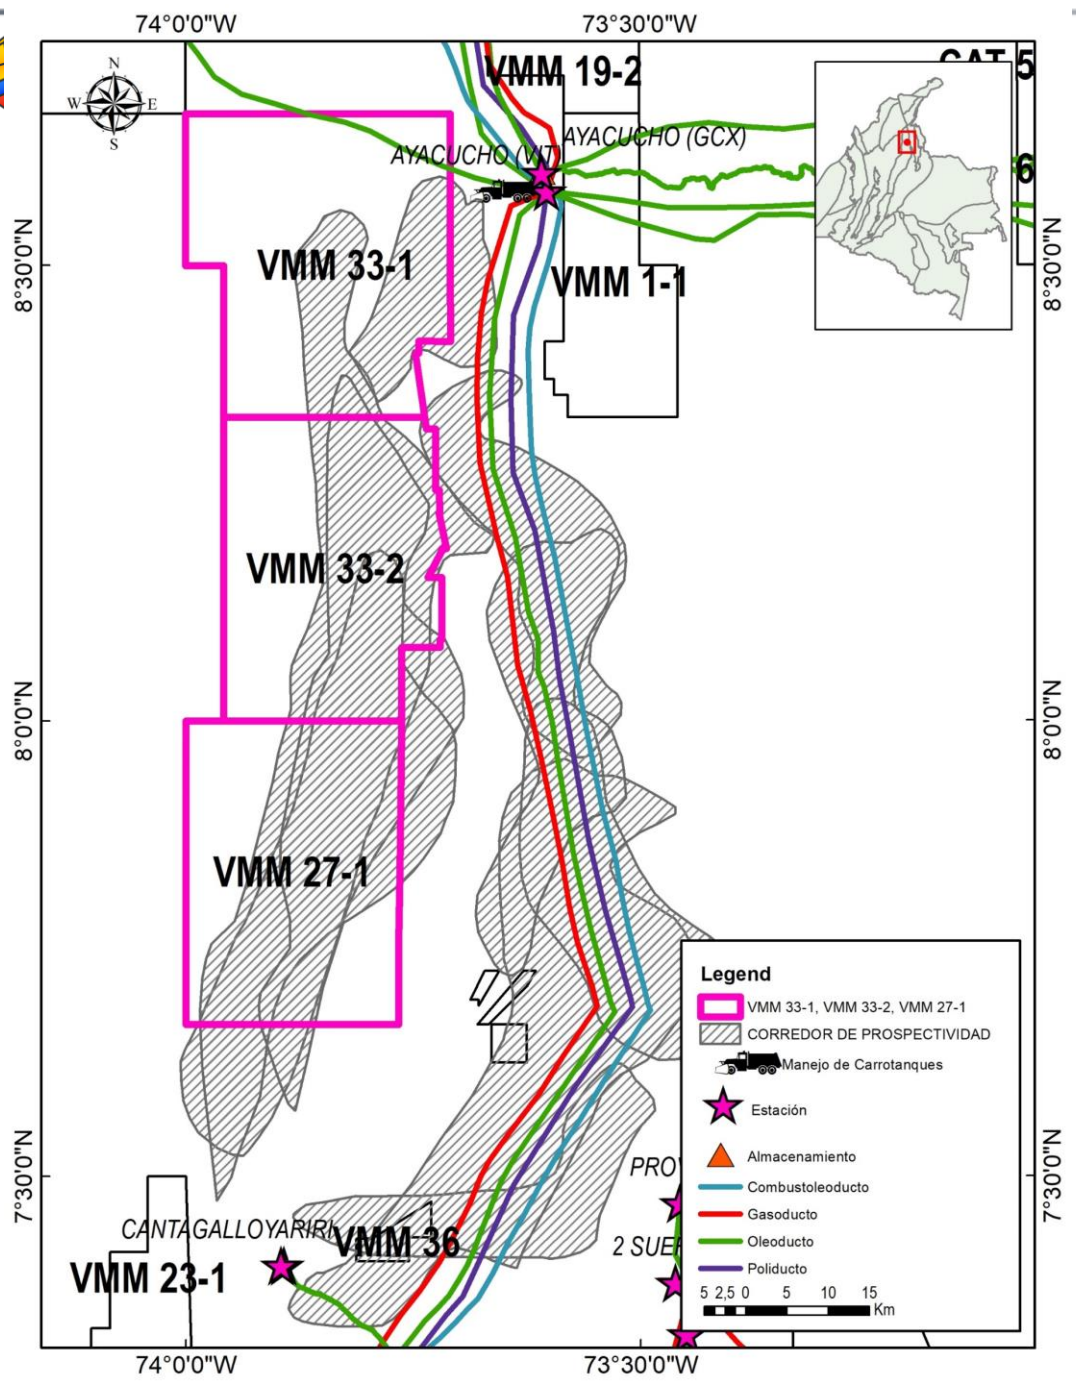 74°0'0"W
73°30'0"W
VMM 19-2
CAT 5
N
W
E
S
AYACUCHO (GCX)
AYACUCHO (VIT)
6
8°30'0"N
8°30'0"N
VMM 33-1
VMM 1-1
VMM 33-2
8°0'0"N
8°0'0"N
VMM 27-1
Legend
VMM 33-1, VMM 33-2, VMM 27-1
CORREDOR DE PROSPECTIVIDAD
Manejo de Carrotanques
Estación
Almacenamiento
Combustoleoducto
Gasoducto
Oleoducto
Poliducto
5 2,5 0 5 10 15
Km
7°30'0"N
7°30'0"N
PROV
CANTAGALLOYARIRI
VMM 36
2 SUE
VMM 23-1
74°0'0"W
73°30'0"W